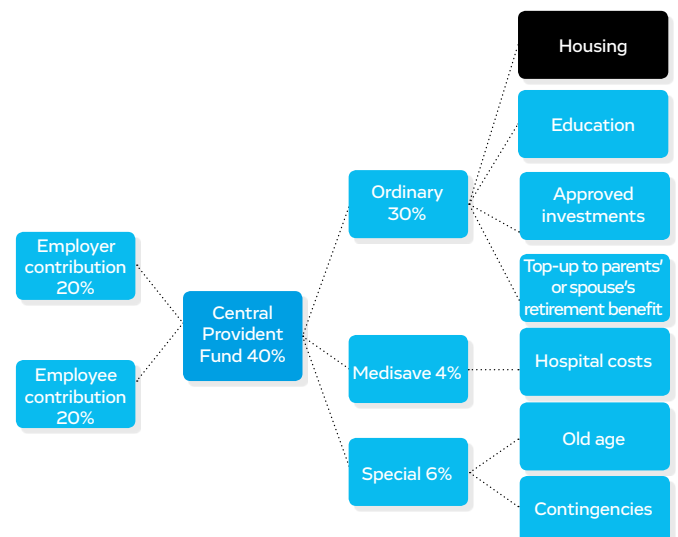 Employer
contribution
20%
Employee
contribution
20%
Central
Provident
Fund 40%
Ordinary
30%
Medisave 4%
Special 6%
Housing
Education
Approved
investments
Top-up to parents’
or spouse’s
retirement benefit
Hospital costs
Old age
Contingencies